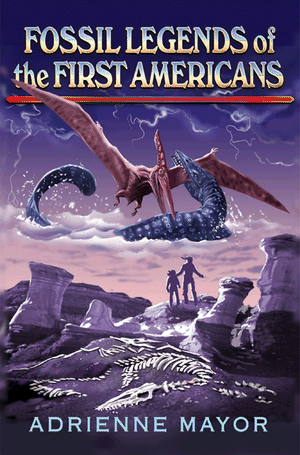 FOSSIL LEGENDS of
the FIRST AMERICANS
ADRIENNE MAYOR